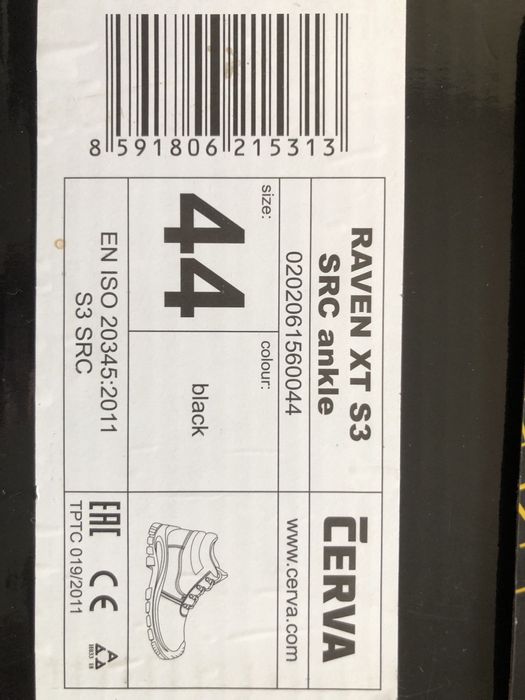 8 591806 215313
RAVEN XT S3
SRC ankle
0202061560044
size:
44
colour:
black
EN ISO 20345:2011
S3 SRC
CERVA
www.cerva.com
EAC CE
TPTC 019/2011